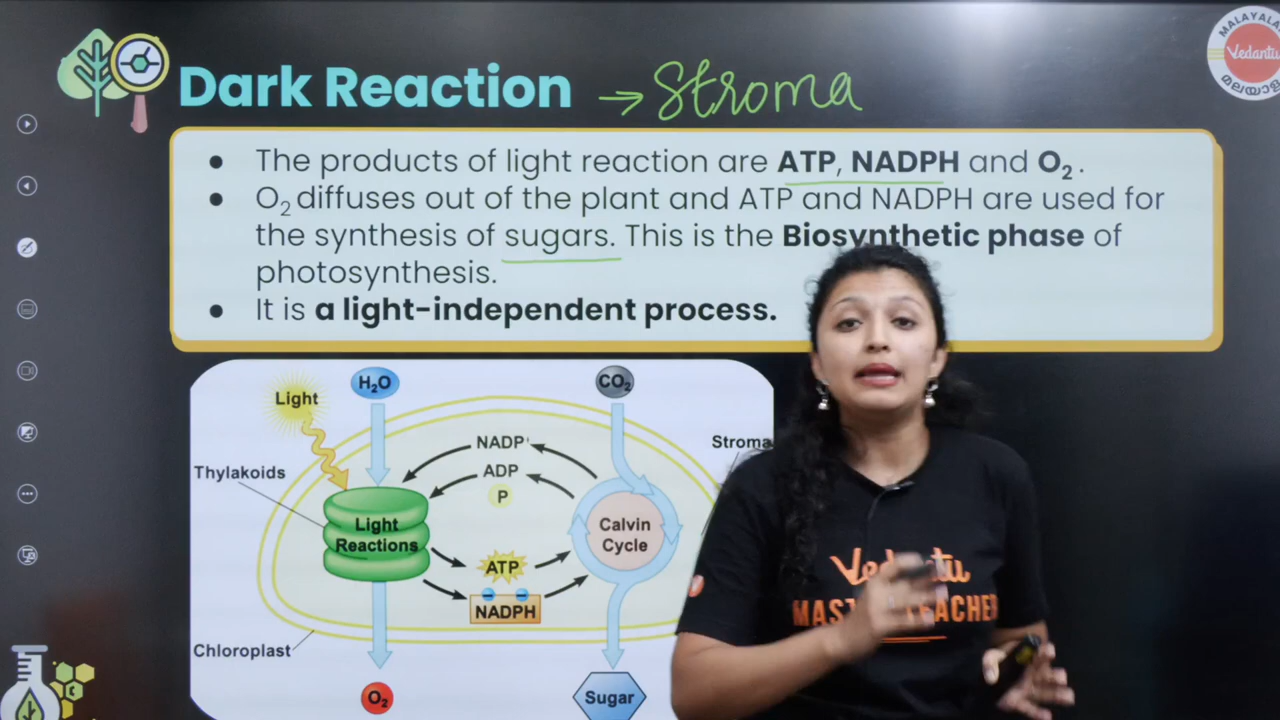 Dark Reaction → Stroma
MALAYALAM
Vedantu
മലയാളം
• The products of light reaction are ATP, NADPH and O₂.
• O₂ diffuses out of the plant and ATP and NADPH are used for
the synthesis of sugars. This is the Biosynthetic phase of
photosynthesis.
• It is a light-independent process.
Light
H₂O
CO₂
NADP⁺
Stroma
Thylakoids
ADP
P
Light
Reactions
Calvin
Cycle
ATP
NADPH
Chloroplast
O₂
Sugar
Vedantu
MASTER TEACHER